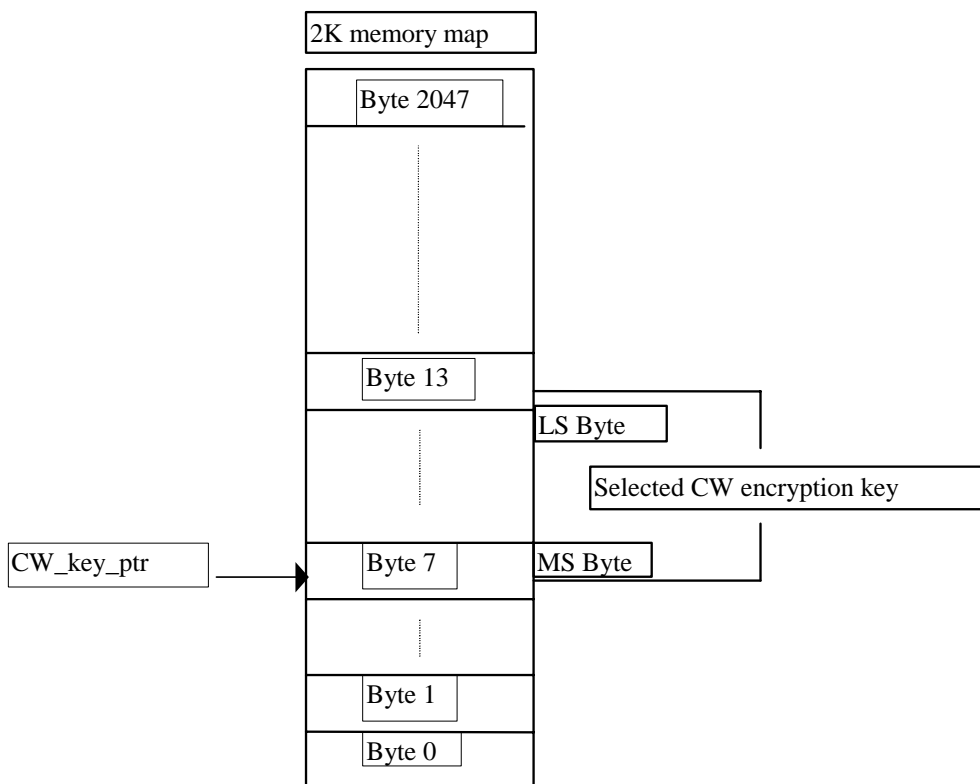 2K memory map
Byte 2047
Byte 13
LS Byte
Selected CW encryption key
CW_key_ptr
Byte 7
MS Byte
Byte 1
Byte 0